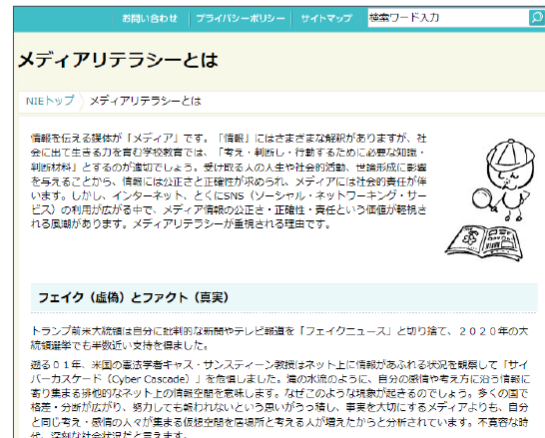 お問い合わせ プライバシーポリシー サイトマップ 検索ワード入力
メディアリテラシーとは
NIEトップ 〉 メディアリテラシーとは
情報を伝える媒体が「メディア」です。「情報」にはさまざまな解釈がありますが、社
会に出て生きる力を育む学校教育では、「考え・判断し・行動するために必要な知識・
判断材料」とするのが適切でしょう。受け取る人の人生や社会的活動、世論形成に影響
を与えることから、情報には公正さと正確性が求められ、メディアには社会的責任が伴
います。しかし、インターネット、とくにSNS（ソーシャル・ネットワーキング・サー
ビス）の利用が広がる中で、メディア情報の公正さ・正確性・責任という価値が軽視さ
れる風潮があります。メディアリテラシーが重視される理由です。
フェイク（虚偽）とファクト（真実）
トランプ前米大統領は自分に批判的な新聞やテレビ報道を「フェイクニュース」と切り捨て、２０２０年の大
統領選挙でも半数近い支持を得ました。
遡る０１年、米国の憲法学者キャス・サンスティーン教授はネット上に情報があふれる状況を観察して「サイ
バーカスケード（Cyber Cascade）」を危惧しました。滝の水流のように、自分の感情や考え方に沿う情報に
寄り集まる排他的なネット上の情報空間を意味します。なぜこのような現象が起きるのでしょう。多くの国で
格差・分断が広がり、努力しても報われないという思いがうっ積し、事実を大切にするメディアよりも、自分
と同じ考え・感情の人々が集まる仮想空間を居場所と考える人が増えたからと分析されています。不寛容な時
代、深刻な社会状況だと言えます。